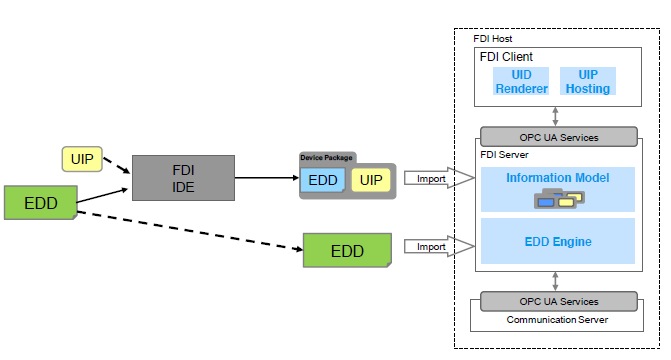 FDI Host
FDI Client
UID
Renderer
UIP
Hosting
OPC UA Services
FDI Server
Information Model
EDD Engine
OPC UA Services
Communication Server
UIP
EDD
FDI
IDE
Device Package
EDD
UIP
Import
EDD
Import